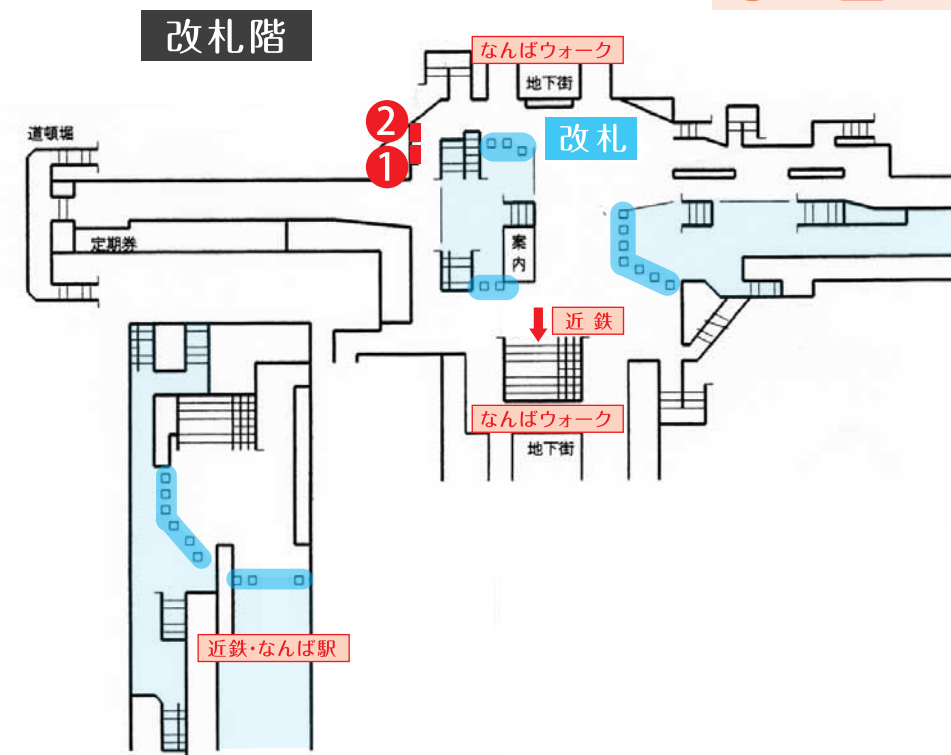 改札階
なんばウォーク
地下街
道頓堀
2
改札
1
定期券
案内
近鉄
なんばウォーク
地下街
近鉄・なんば駅